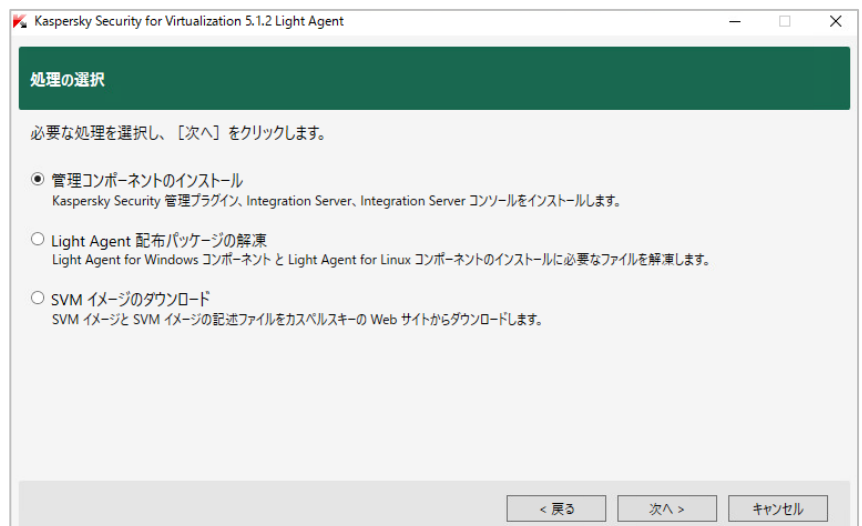 Kaspersky Security for Virtualization 5.1.2 Light Agent
処理の選択
必要な処理を選択し、［次へ］をクリックします。
管理コンポーネントのインストール
Kaspersky Security 管理プラグイン、Integration Server、Integration Server コンソールをインストールします。
Light Agent 配布パッケージの解凍
Light Agent for Windows コンポーネント と Light Agent for Linux コンポーネントのインストールに必要なファイルを解凍します。
SVM イメージのダウンロード
SVM イメージと SVM イメージの記述ファイルをカスペルスキーの Web サイトからダウンロードします。
< 戻る
次へ >
キャンセル